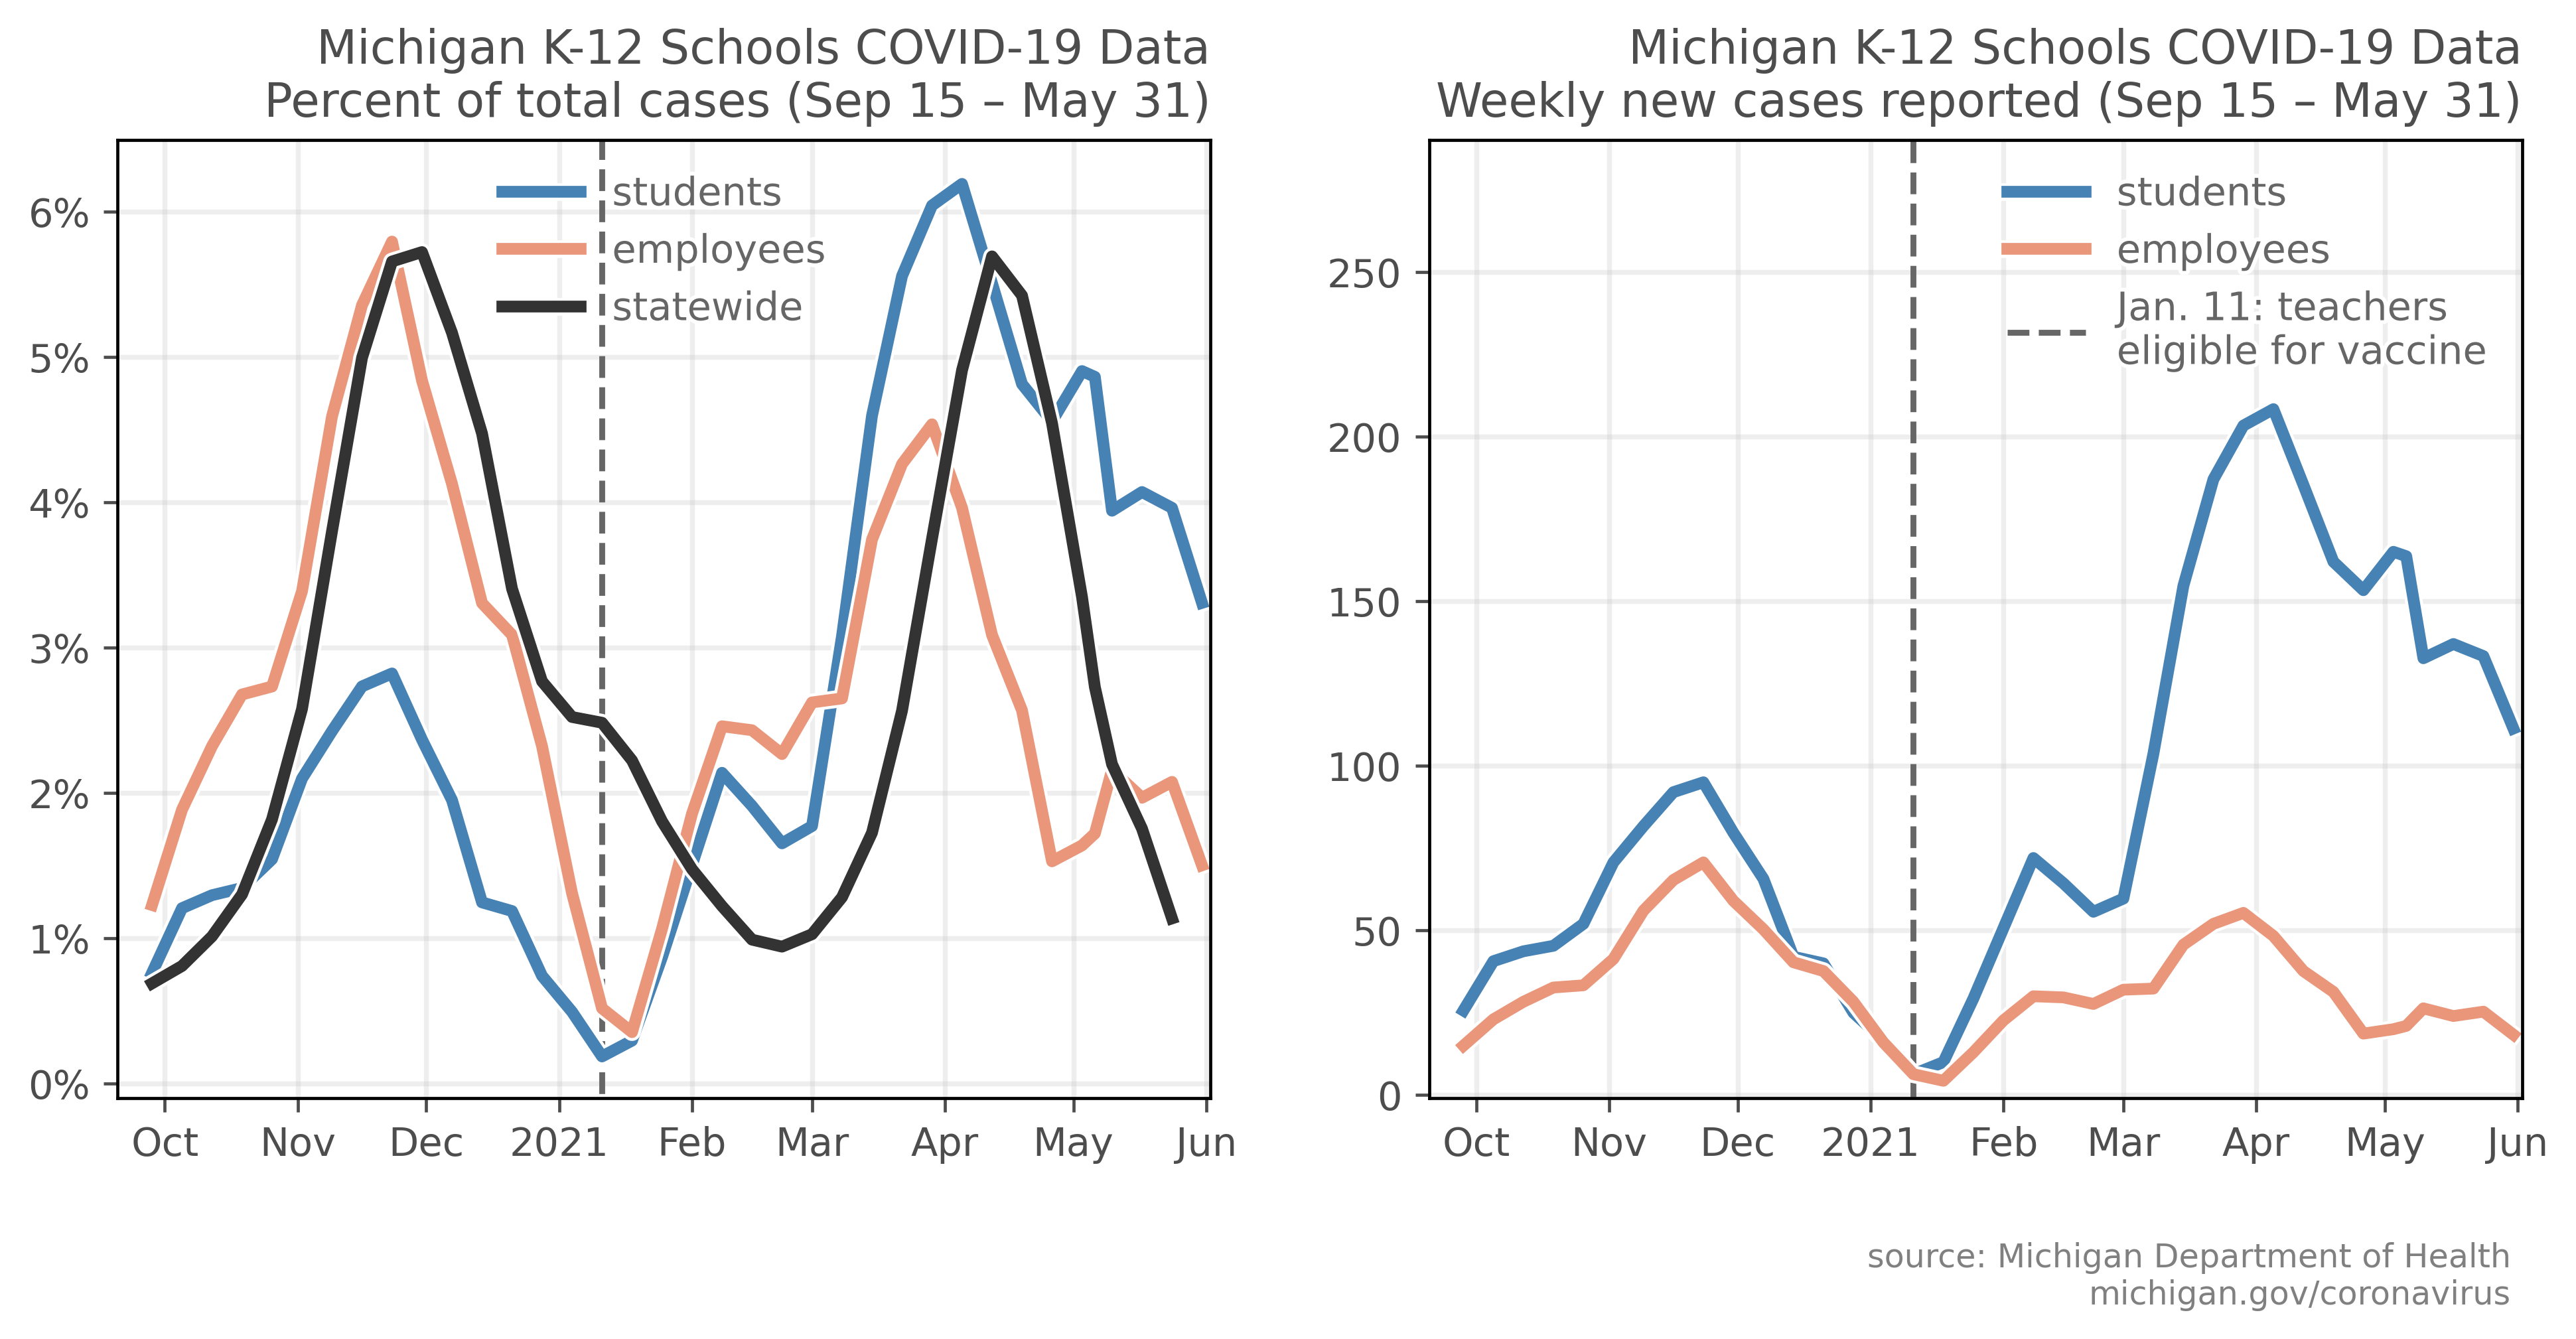 Michigan K-12 Schools COVID-19 Data
Percent of total cases (Sep 15 – May 31)
students
employees
statewide
6%
5%
4%
3%
2%
1%
0%
Oct Nov Dec 2021 Feb Mar Apr May Jun
Michigan K-12 Schools COVID-19 Data
Weekly new cases reported (Sep 15 – May 31)
students
employees
Jan. 11: teachers
eligible for vaccine
250
200
150
100
50
0
Oct Nov Dec 2021 Feb Mar Apr May Jun
source: Michigan Department of Health
michigan.gov/coronavirus